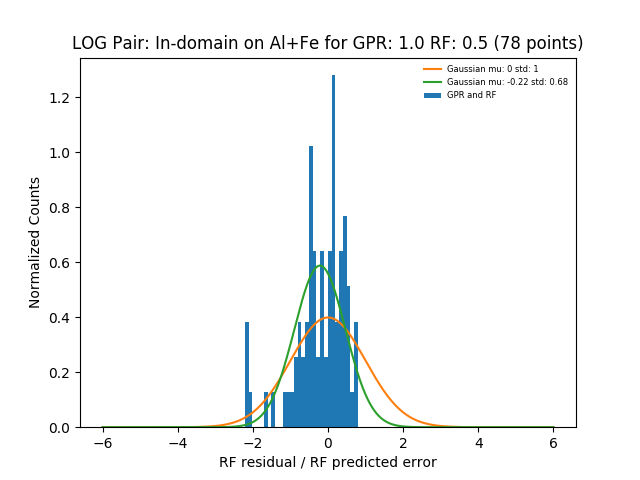 LOG Pair: In-domain on Al+Fe for GPR: 1.0 RF: 0.5 (78 points)
Gaussian mu: 0 std: 1
Gaussian mu: -0.22 std: 0.68
GPR and RF
Normalized Counts
1.2
1.0
0.8
0.6
0.4
0.2
0.0
−6 −4 −2 0 2 4 6
RF residual / RF predicted error